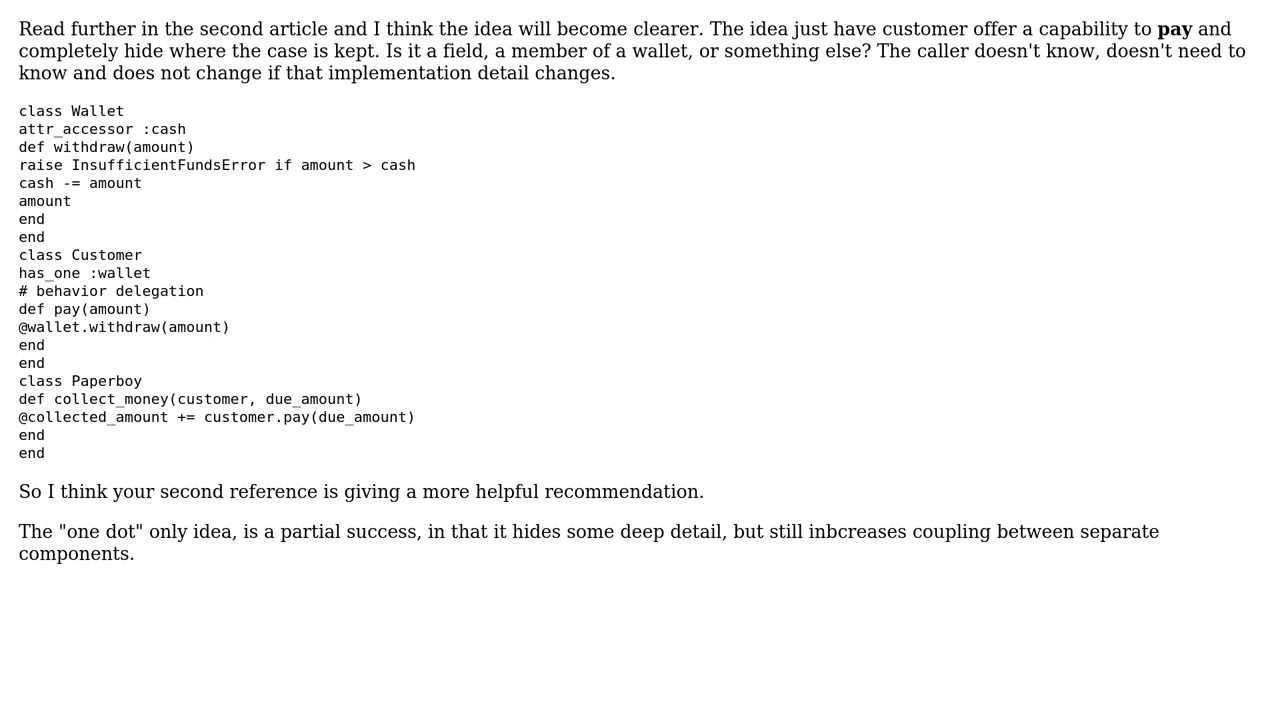 Read further in the second article and I think the idea will become clearer. The idea just have customer offer a capability to pay and
completely hide where the case is kept. Is it a field, a member of a wallet, or something else? The caller doesn't know, doesn't need to
know and does not change if that implementation detail changes.
class Wallet
attr_accessor :cash
def withdraw(amount)
raise InsufficientFundsError if amount > cash
cash -= amount
amount
end
end
class Customer
has_one :wallet
# behavior delegation
def pay(amount)
@wallet.withdraw(amount)
end
end
class Paperboy
def collect_money(customer, due_amount)
@collected_amount += customer.pay(due_amount)
end
end
So I think your second reference is giving a more helpful recommendation.
The "one dot" only idea, is a partial success, in that it hides some deep detail, but still inbcreases coupling between separate
components.